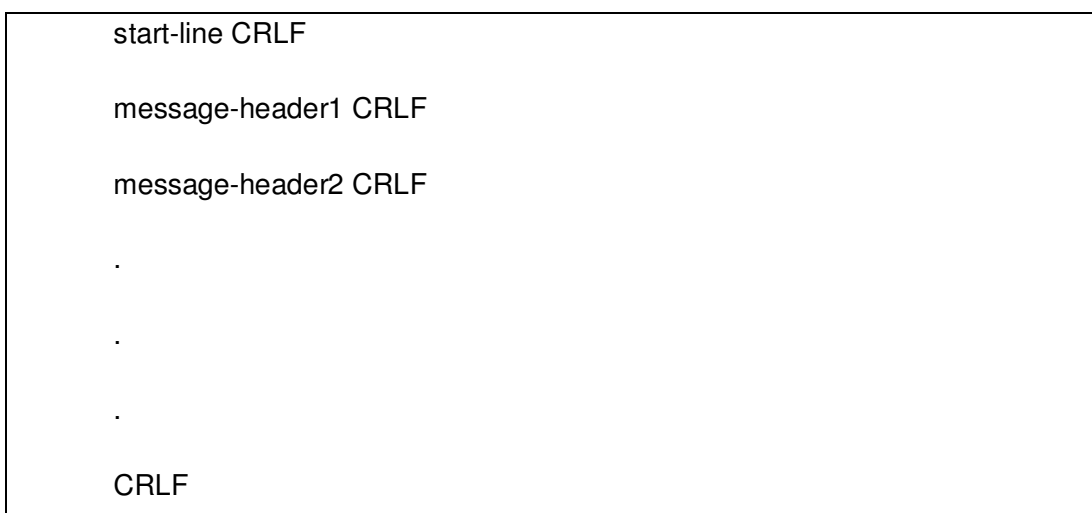 start-line CRLF
message-header1 CRLF
message-header2 CRLF
.
.
.
CRLF